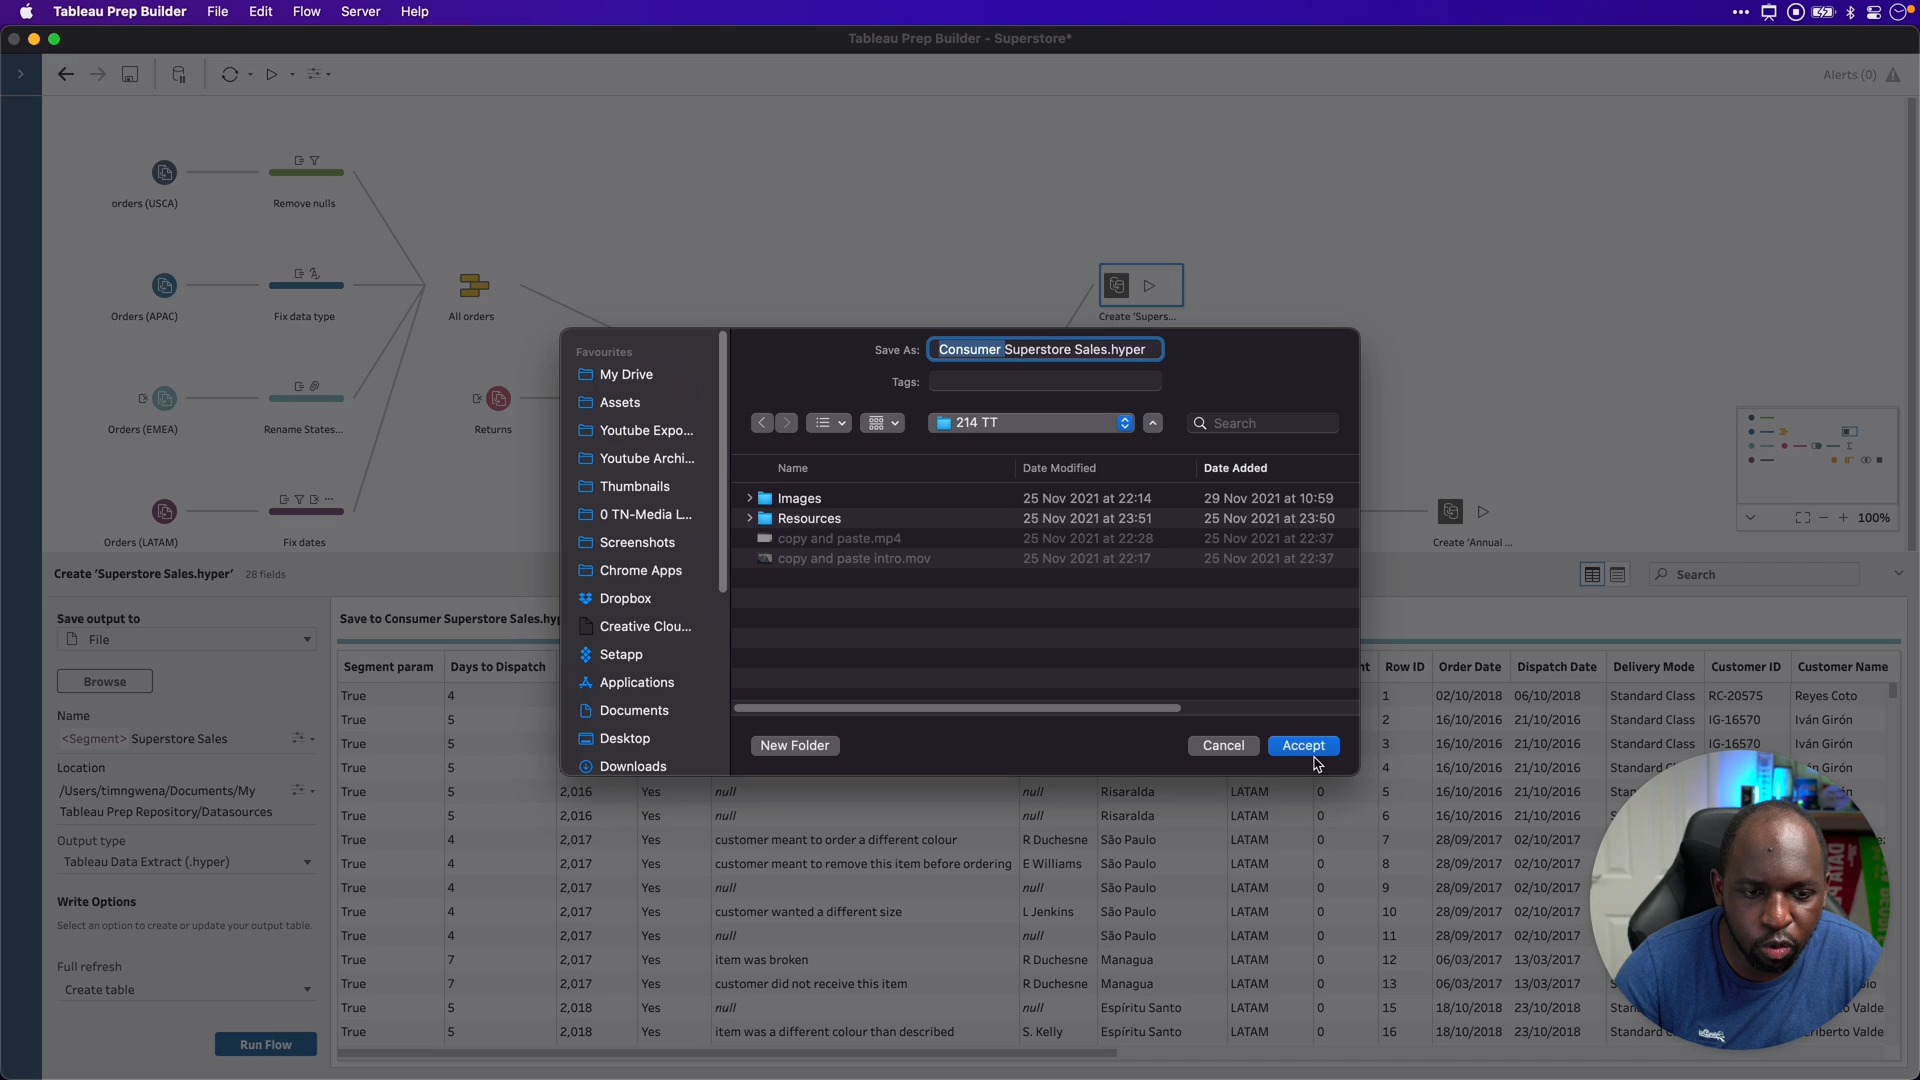 Tableau Prep Builder File Edit Flow Server Help
Tableau Prep Builder - Superstore*
Alerts (0)
orders (USCA)
Remove nulls
Orders (APAC)
Fix data type
All orders
Create 'Supers...
Orders (EMEA)
Rename States...
Returns
Orders (LATAM)
Fix dates
Create 'Annual ...
100%
Favourites
My Drive
Assets
Youtube Expo...
Youtube Archi...
Thumbnails
0 TN-Media L...
Screenshots
Chrome Apps
Dropbox
Creative Clou...
Setapp
Applications
Documents
Desktop
Downloads
Save As: Consumer Superstore Sales.hyper
Tags:
214 TT
Search
Name Date Modified Date Added
Images 25 Nov 2021 at 22:14 29 Nov 2021 at 10:59
Resources 25 Nov 2021 at 23:51 25 Nov 2021 at 23:50
copy and paste.mp4 25 Nov 2021 at 22:28 25 Nov 2021 at 22:37
copy and paste intro.mov 25 Nov 2021 at 22:17 25 Nov 2021 at 22:37
New Folder Cancel Accept
Create 'Superstore Sales.hyper' 28 fields
Search
Save output to
File
Browse
Name
<Segment> Superstore Sales
Location
/Users/timngwena/Documents/My
Tableau Prep Repository/Datasources
Output type
Tableau Data Extract (.hyper)
Write Options
Select an option to create or update your output table.
Full refresh
Create table
Run Flow
Save to Consumer Superstore Sales.hy
Segment param Days to Dispatch Row ID Order Date Dispatch Date Delivery Mode Customer ID Customer Name
True 4 1 02/10/2018 06/10/2018 Standard Class RC-20575 Reyes Coto
True 5 2 16/10/2016 21/10/2016 Standard Class IG-16570 Iván Girón
True 5 3 16/10/2016 21/10/2016 Standard Class IG-16570 Iván Girón
True 5 4 16/10/2016 21/10/2016 Standard
True 5 2,016 Yes null null Risaralda LATAM 0 5 16/10/2016 21/10/2016
True 5 2,016 Yes null null Risaralda LATAM 0 6 16/10/2016 21/10/2016
True 4 2,017 Yes customer meant to order a different colour R Duchesne São Paulo LATAM 0 7 28/09/2017 02/10/2017
True 4 2,017 Yes customer meant to remove this item before ordering E Williams São Paulo LATAM 0 8 28/09/2017 02/10/2017
True 4 2,017 Yes null null São Paulo LATAM 0 9 28/09/2017 02/10/2017
True 4 2,017 Yes customer wanted a different size L Jenkins São Paulo LATAM 0 10 28/09/2017 02/10/2017
True 4 2,017 Yes null null São Paulo LATAM 0 11 28/09/2017 02/10/2017
True 7 2,017 Yes item was broken R Duchesne Managua LATAM 0 12 06/03/2017 13/03/2017
True 7 2,017 Yes customer did not receive this item R Duchesne Managua LATAM 0 13 06/03/2017 13/03/2017
True 5 2,018 Yes null null Espíritu Santo LATAM 0 15 18/10/2018 23/10/2018 Valde
True 5 2,018 Yes item was a different colour than described S. Kelly Espíritu Santo LATAM 0 16 18/10/2018 23/10/2018 Standard Valde